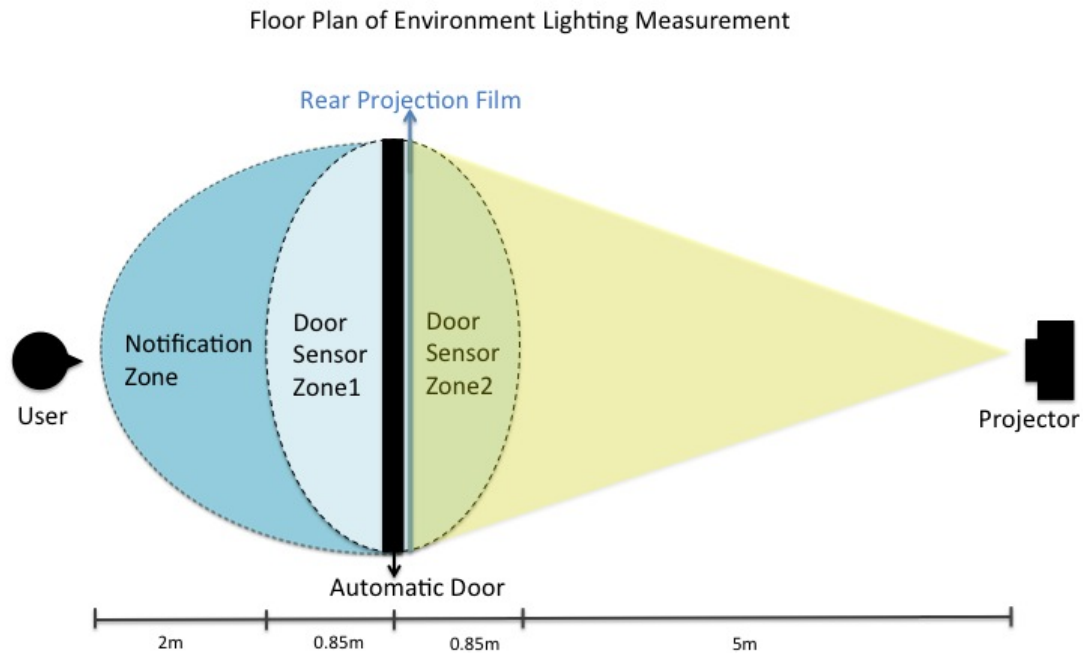 Floor Plan of Environment Lighting Measurement
Rear Projection Film
Notification
Zone
Door
Sensor
Zone1
Door
Sensor
Zone2
User
Projector
Automatic Door
2m
0.85m
0.85m
5m